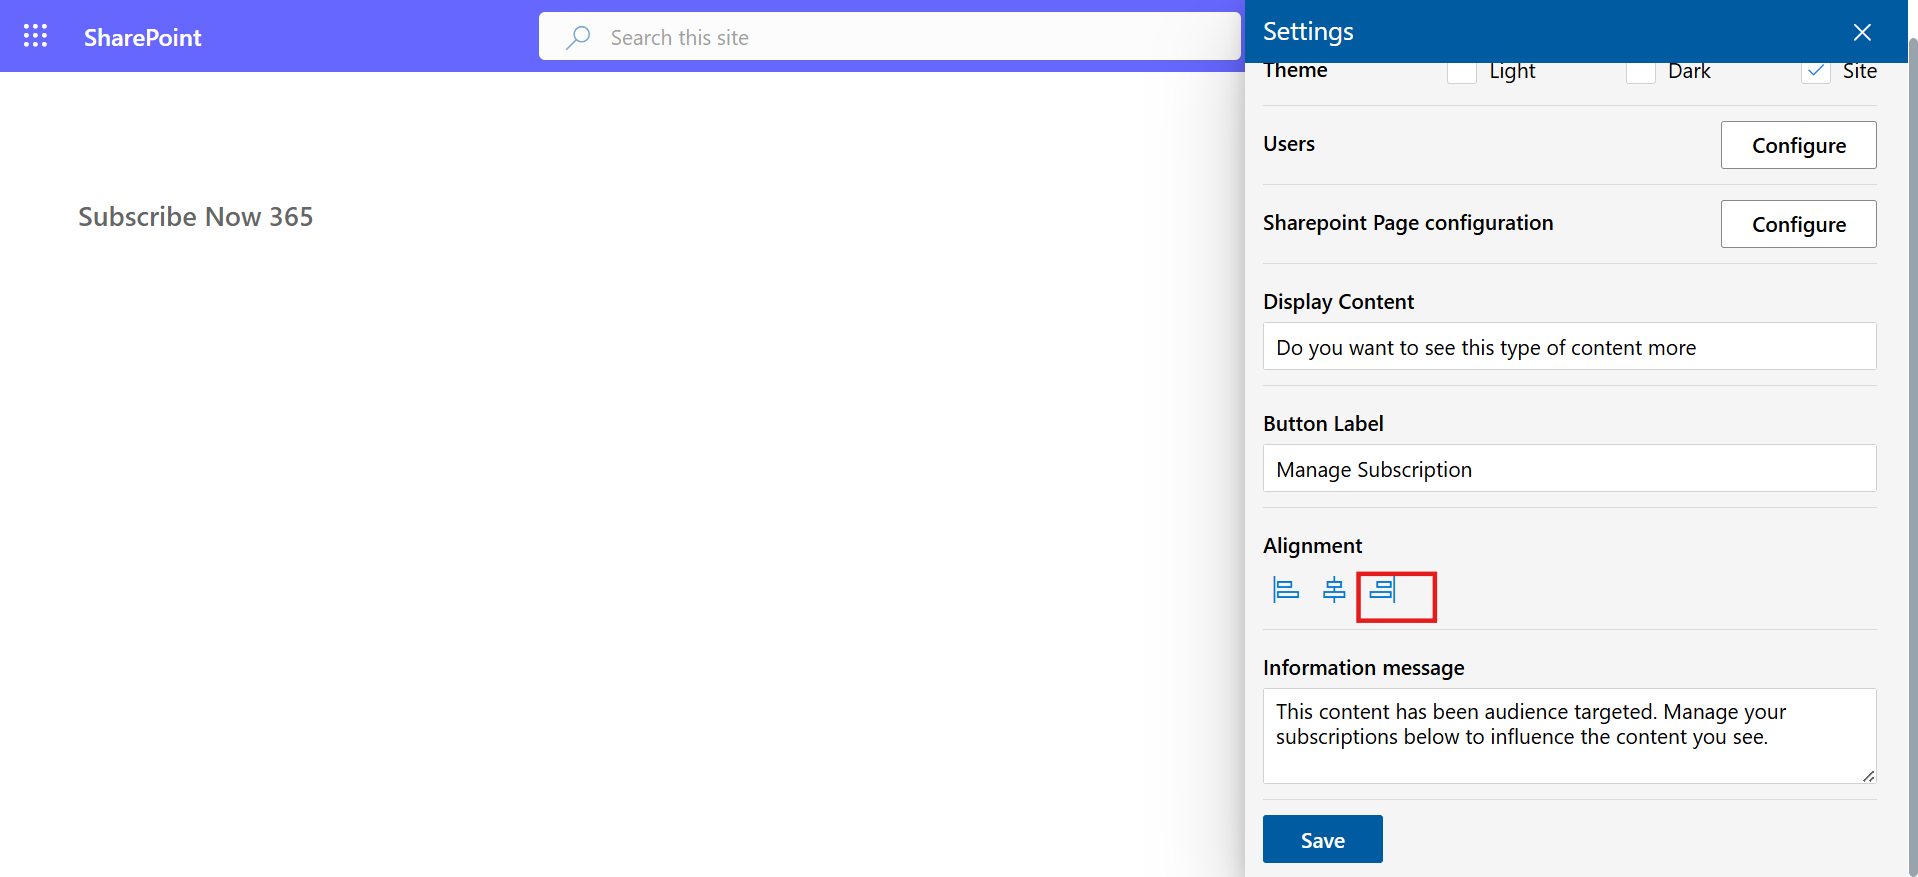 SharePoint
Search this site
Settings
Theme
Light
Dark
Site
Users
Configure
Subscribe Now 365
Sharepoint Page configuration
Configure
Display Content
Do you want to see this type of content more
Button Label
Manage Subscription
Alignment
Information message
This content has been audience targeted. Manage your
subscriptions below to influence the content you see.
Save